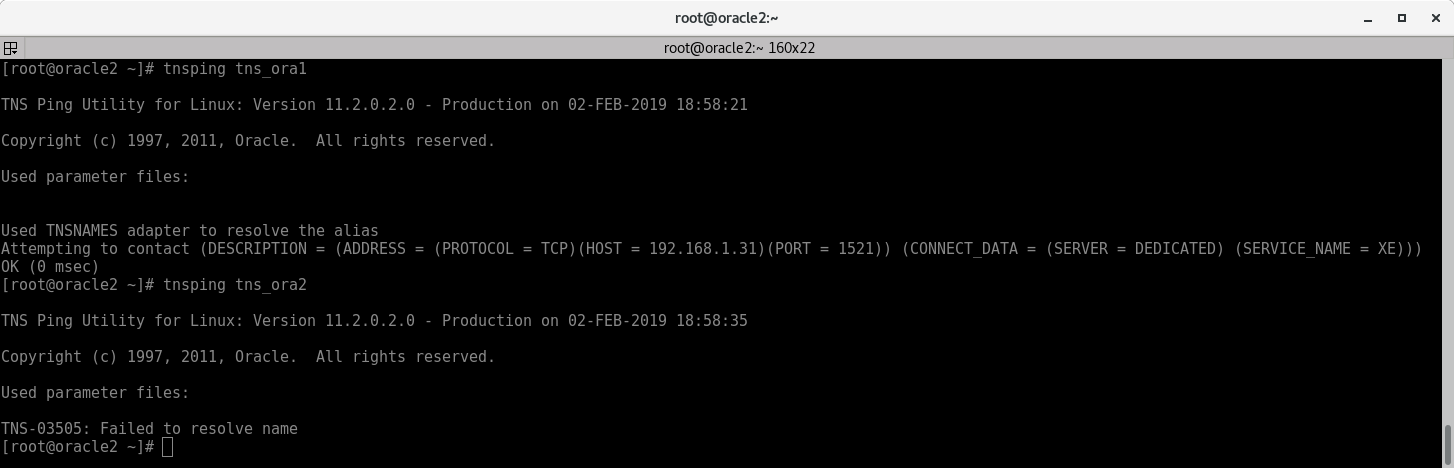 root@oracle2:~
root@oracle2:~ 160x22
[root@oracle2 ~]# tnsping tns_ora1
TNS Ping Utility for Linux: Version 11.2.0.2.0 - Production on 02-FEB-2019 18:58:21
Copyright (c) 1997, 2011, Oracle.  All rights reserved.
Used parameter files:
Used TNSNAMES adapter to resolve the alias
Attempting to contact (DESCRIPTION = (ADDRESS = (PROTOCOL = TCP)(HOST = 192.168.1.31)(PORT = 1521)) (CONNECT_DATA = (SERVER = DEDICATED) (SERVICE_NAME = XE)))
OK (0 msec)
[root@oracle2 ~]# tnsping tns_ora2
TNS Ping Utility for Linux: Version 11.2.0.2.0 - Production on 02-FEB-2019 18:58:35
Copyright (c) 1997, 2011, Oracle.  All rights reserved.
Used parameter files:
TNS-03505: Failed to resolve name
[root@oracle2 ~]#